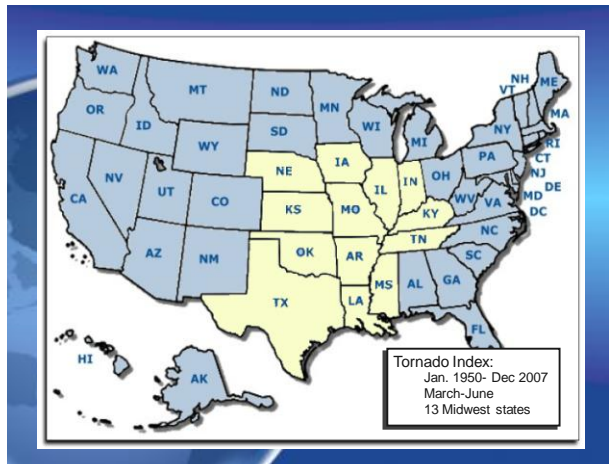 WA
MT
ND
MN
VT
NH
ME
OR
ID
WY
SD
WI
MI
NY
MA
RI
CT
NJ
DE
MD
DC
NV
UT
CO
NE
IA
IL
IN
OH
PA
WV
VA
CA
KS
MO
KY
NC
AZ
NM
OK
AR
TN
SC
TX
LA
MS
AL
GA
FL
HI
AK
Tornado Index:
Jan. 1950- Dec 2007
March-June
13 Midwest states